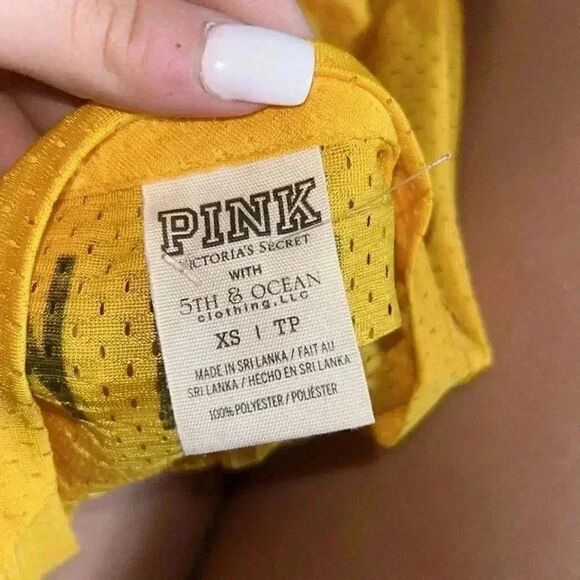 PINK
VICTORIA'S SECRET
WITH
5TH & OCEAN
clothing, LLC
XS | TP
MADE IN SRI LANKA / FAIT AU
SRI LANKA / HECHO EN SRI LANKA
100% POLYESTER / POLIÉSTER